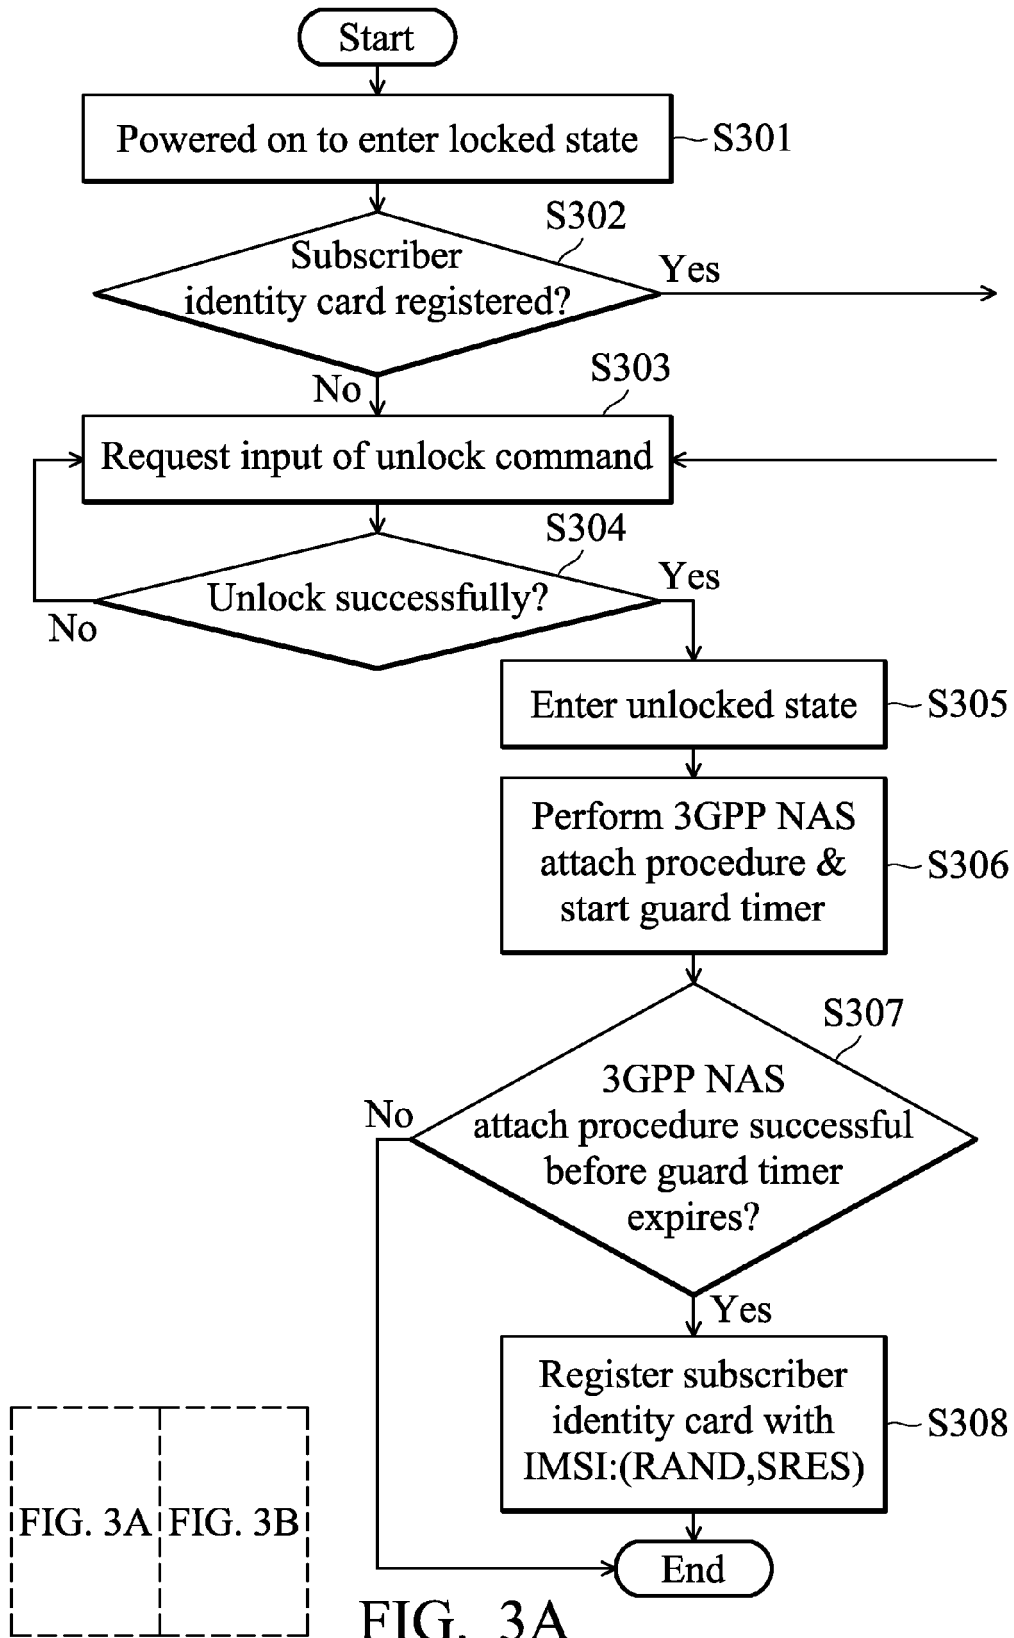 Start
Powered on to enter locked state
S301
S302
Subscriber
identity card registered?
Yes
No
S303
Request input of unlock command
S304
Unlock successfully?
Yes
No
Enter unlocked state
S305
Perform 3GPP NAS
attach procedure &
start guard timer
S306
S307
3GPP NAS
attach procedure successful
before guard timer
expires?
No
Yes
Register subscriber
identity card with
IMSI:(RAND,SRES)
S308
End
FIG. 3A
FIG. 3B
FIG. 3A